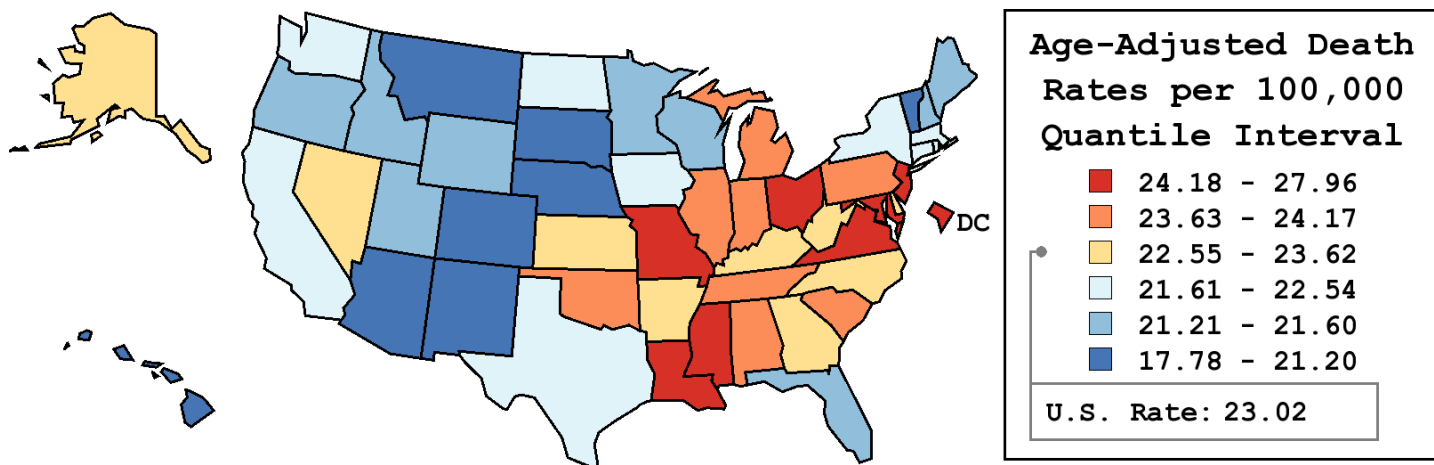 Age-Adjusted Death
Rates per 100,000
Quantile Interval
24.18 - 27.96
23.63 - 24.17
22.55 - 23.62
21.61 - 22.54
21.21 - 21.60
17.78 - 21.20
U.S. Rate: 23.02
DC